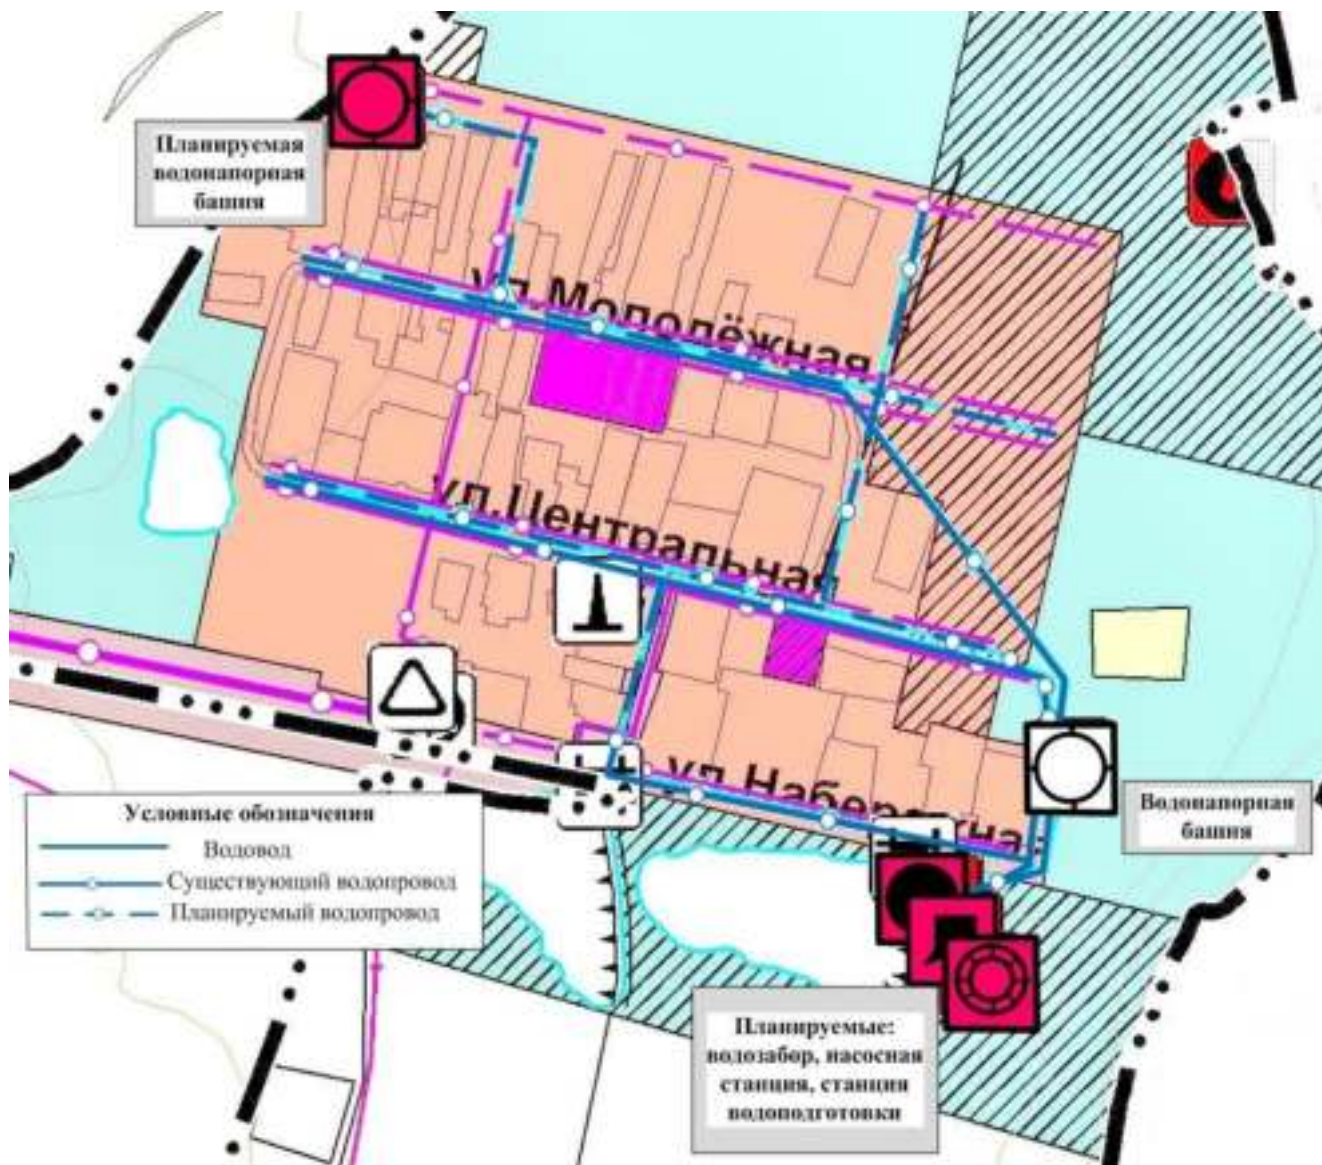 Планируемая
водонапорная
башня
ул.Молодёжная
ул.Центральная
ул.Набережна
Водонапорная
башня
Условные обозначения
Водовод
Существующий водопровод
Планируемый водопровод
Планируемые:
водозабор, насосная
станция, станция
водоподготовки